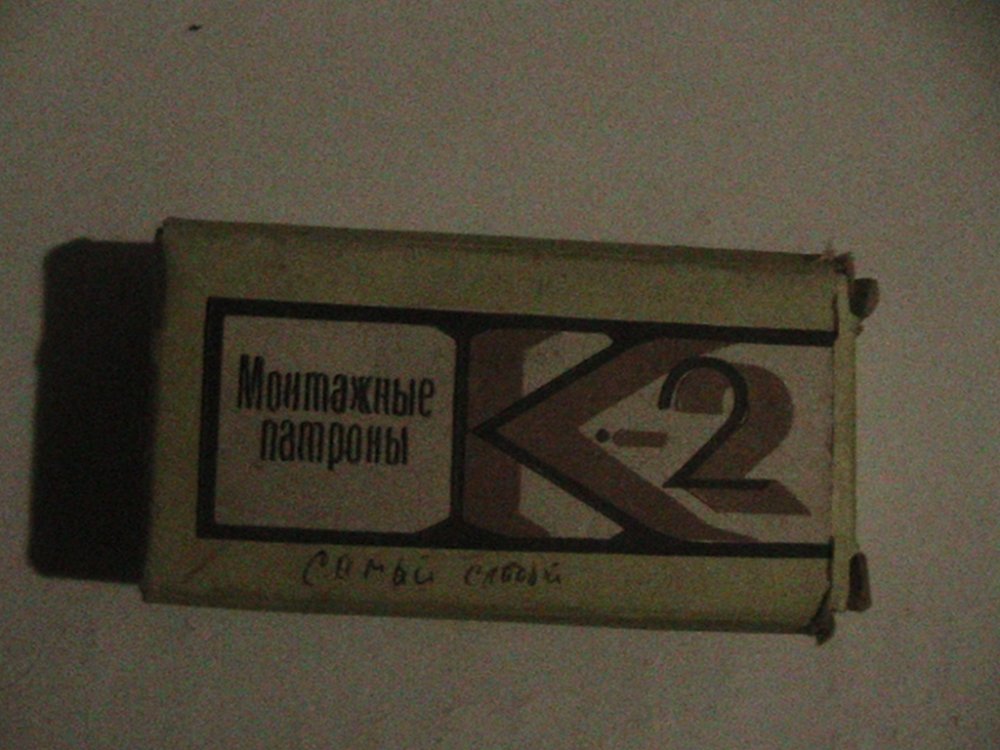 Монтажные
патроны
К-2
Самый слабый